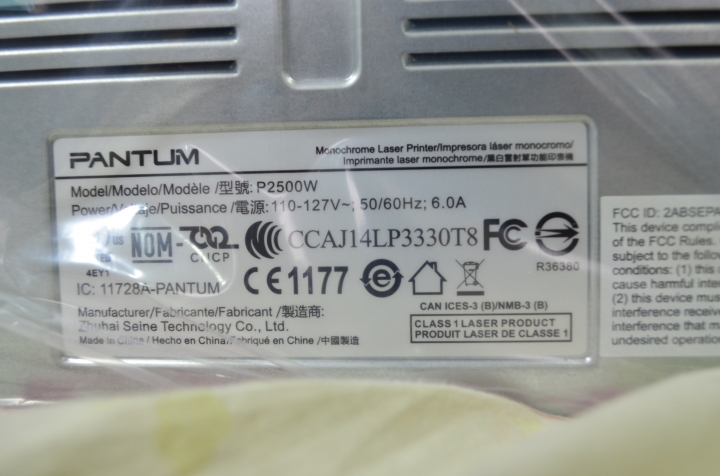 PANTUM
Monochrome Laser Printer/Impresora láser monocromo/
Imprimante laser monochrome/黑白雷射單功能印表機
Model/Modelo/Modèle /型號: P2500W
/Puissance /電源: 110-127V~; 50/60Hz; 6.0A
us NOM- CNCP CCAJ14LP3330T8 FC
4EY1
R36380
IC: 11728A-PANTUM
CE1177
Manufacturer/Fabricante/Fabricant /製造商:
Zhuhai Seine Technology Co., Ltd.
Made in China / Hecho en China/Fabriqué en Chine /中國製造
CAN ICES-3 (B)/NMB-3 (B)
CLASS 1 LASER PRODUCT
PRODUIT LASER DE CLASSE 1
FCC ID: 2ABSEP
This device compli
of the FCC Rules.
subject to the follo
conditions: (1) this
cause harmful inte
(2) this device mus
interference receiv
interference that m
undesired operatio